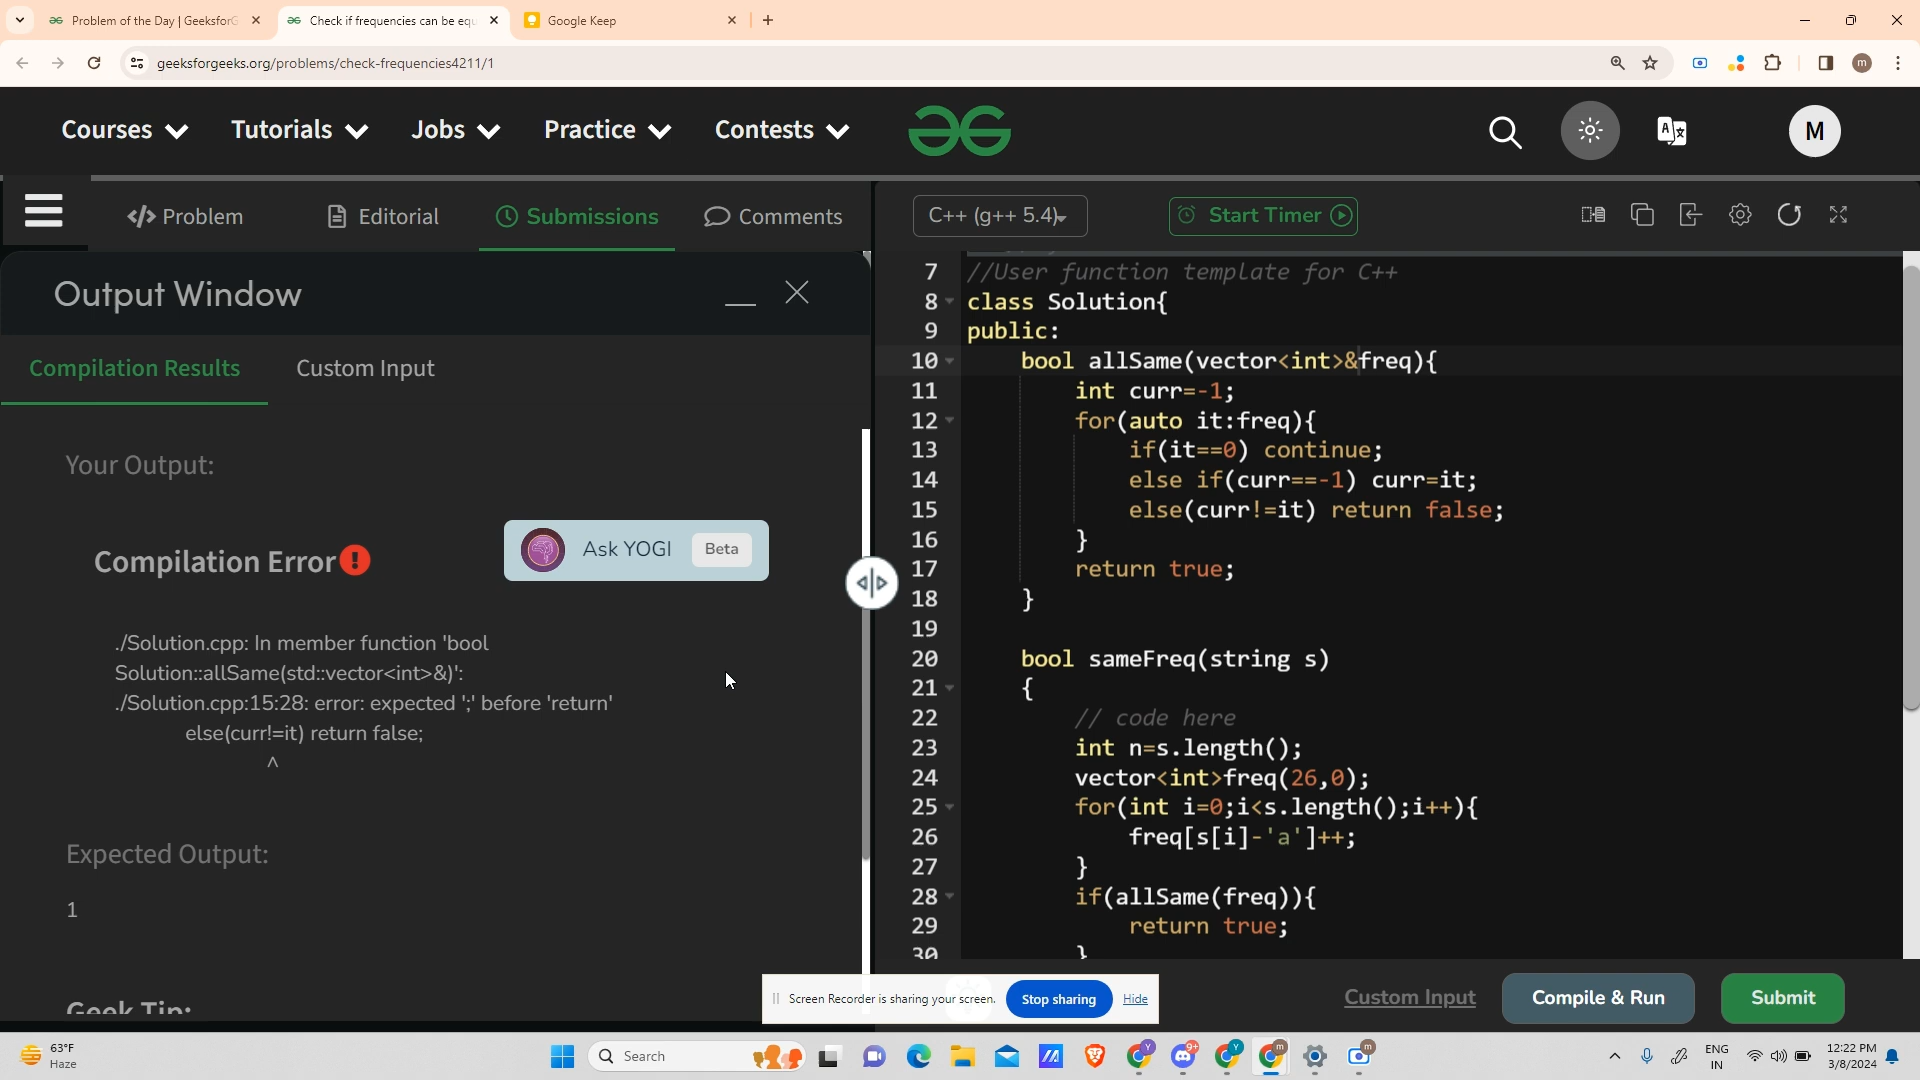 Problem of the Day | GeeksforG
Check if frequencies can be equ
Google Keep
geeksforgeeks.org/problems/check-frequencies4211/1
m
Courses
Tutorials
Jobs
Practice
Contests
M
Problem
Editorial
Submissions
Comments
C++ (g++ 5.4)
Start Timer
Output Window
Compilation Results
Custom Input
Your Output:
Compilation Error
Ask YOGI Beta
./Solution.cpp: In member function 'bool
Solution::allSame(std::vector<int>&)':
./Solution.cpp:15:28: error: expected ';' before 'return'
else(curr!=it) return false;
^
Expected Output:
1
Geek Tip:
7 //User function template for C++
8 class Solution{
9 public:
10 bool allSame(vector<int>&freq){
11 int curr=-1;
12 for(auto it:freq){
13 if(it==0) continue;
14 else if(curr==-1) curr=it;
15 else(curr!=it) return false;
16 }
17 return true;
18 }
19
20 bool sameFreq(string s)
21 {
22 // code here
23 int n=s.length();
24 vector<int>freq(26,0);
25 for(int i=0;i<s.length();i++){
26 freq[s[i]-'a']++;
27 }
28 if(allSame(freq)){
29 return true;
30 }
Screen Recorder is sharing your screen.
Stop sharing
Hide
Custom Input
Compile & Run
Submit
63°F
Haze
Search
Y
9+
Y
m
m
ENG
IN
12:22 PM
3/8/2024